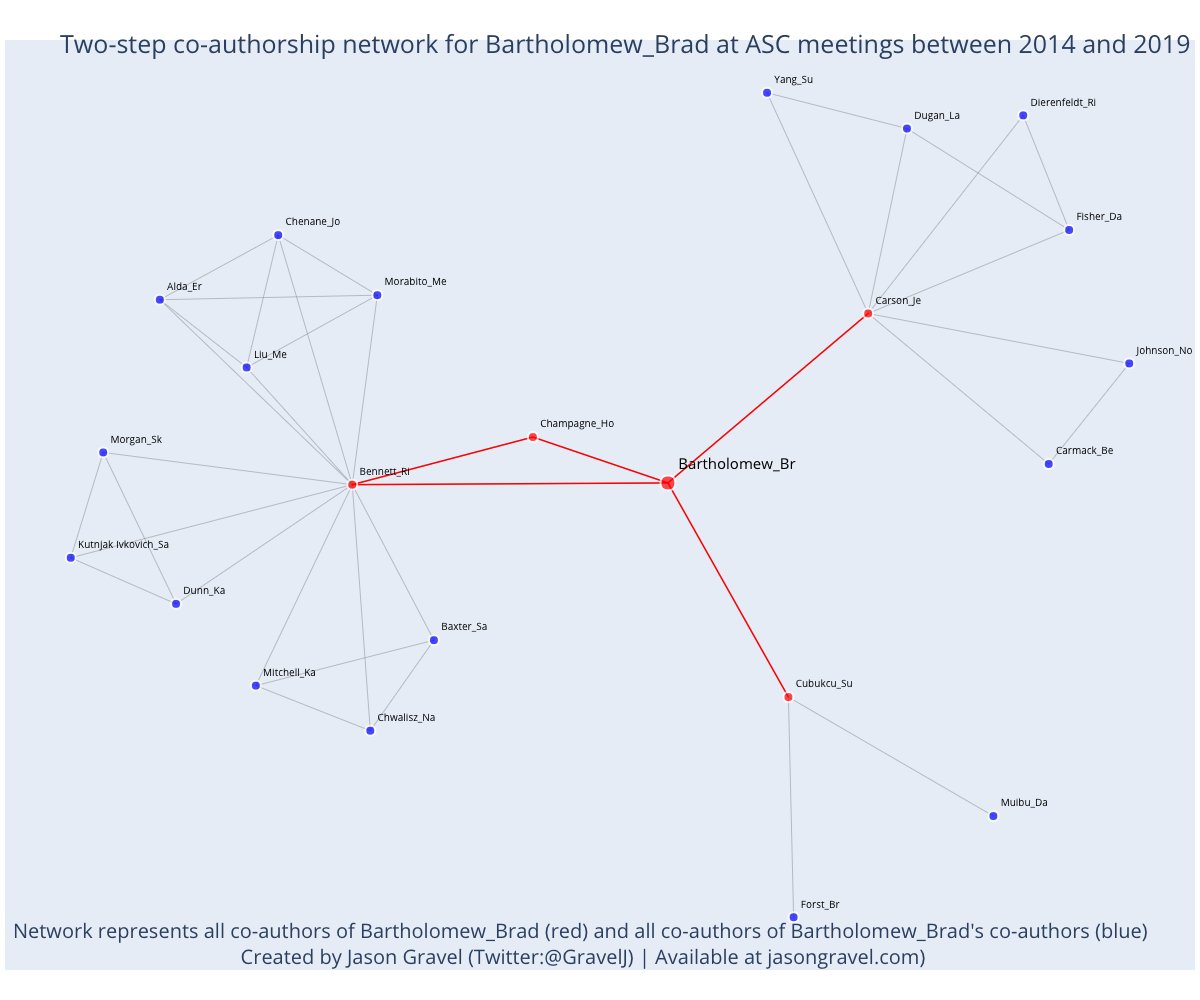 Two-step co-authorship network for Bartholomew_Brad at ASC meetings between 2014 and 2019
Yang_Su
Dierenfeldt_Ri
Dugan_La
Fisher_Da
Chenane_Jo
Morabito_Me
Alda_Er
Carson_Je
Liu_Me
Johnson_No
Champagne_Ho
Morgan_Sk
Carmack_Be
Bartholomew_Br
Bennett_Ri
Kutnjak Ivkovich_Sa
Dunn_Ka
Baxter_Sa
Mitchell_Ka
Cubukcu_Su
Chwalisz_Na
Muibu_Da
Forst_Br
Network represents all co-authors of Bartholomew_Brad (red) and all co-authors of Bartholomew_Brad's co-authors (blue)
Created by Jason Gravel (Twitter:@GravelJ) | Available at jasongravel.com)